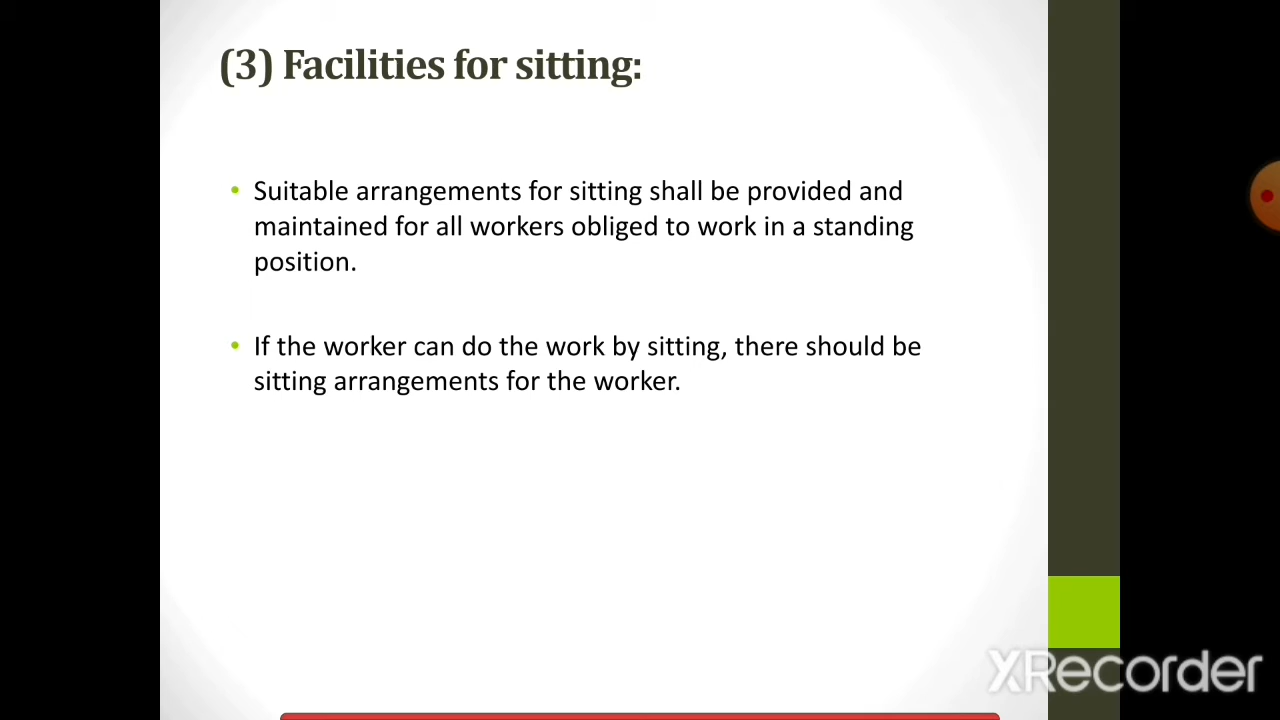 (3) Facilities for sitting:
• Suitable arrangements for sitting shall be provided and
maintained for all workers obliged to work in a standing
position.
• If the worker can do the work by sitting, there should be
sitting arrangements for the worker.
XRecorder